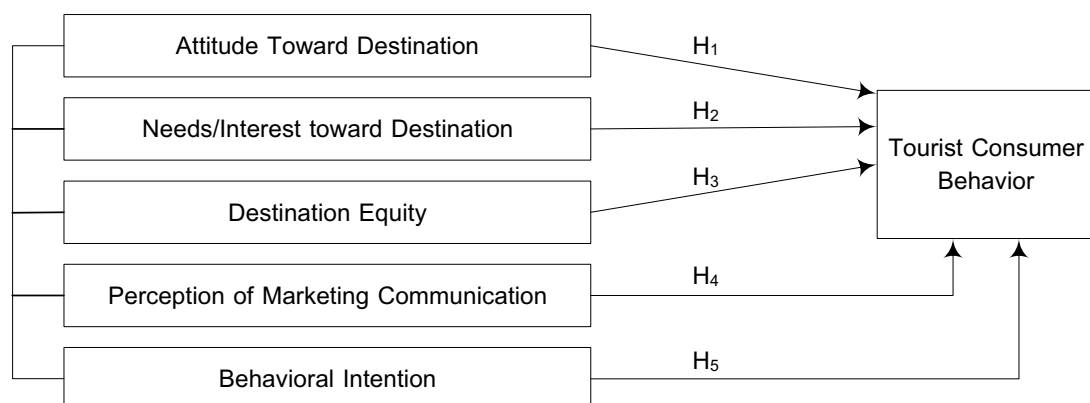 Attitude Toward Destination
H₁
Needs/Interest toward Destination
H₂
Tourist Consumer
Behavior
Destination Equity
H₃
Perception of Marketing Communication
H₄
Behavioral Intention
H₅